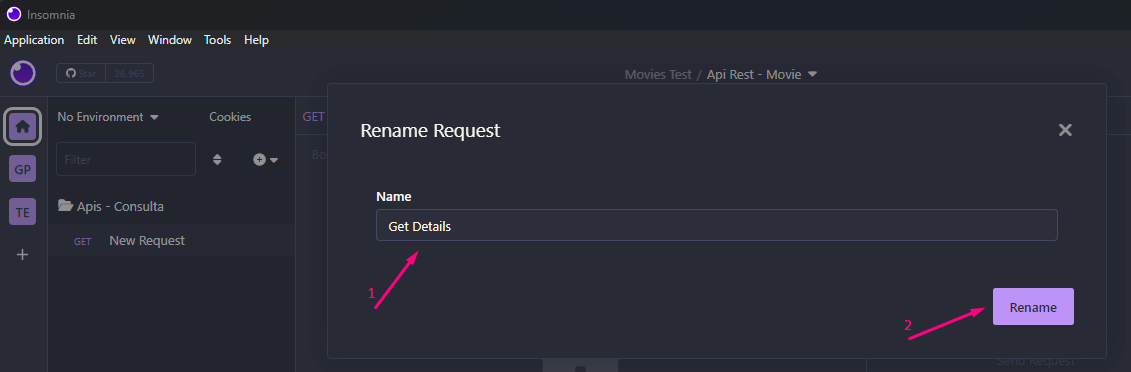 Insomnia
Application Edit View Window Tools Help
Star 26,965
Movies Test / Api Rest - Movie
No Environment Cookies
GET
Rename Request
Filter
GP
Name
TE
Apis - Consulta
Get Details
GET New Request
1
Rename
2
Send Request